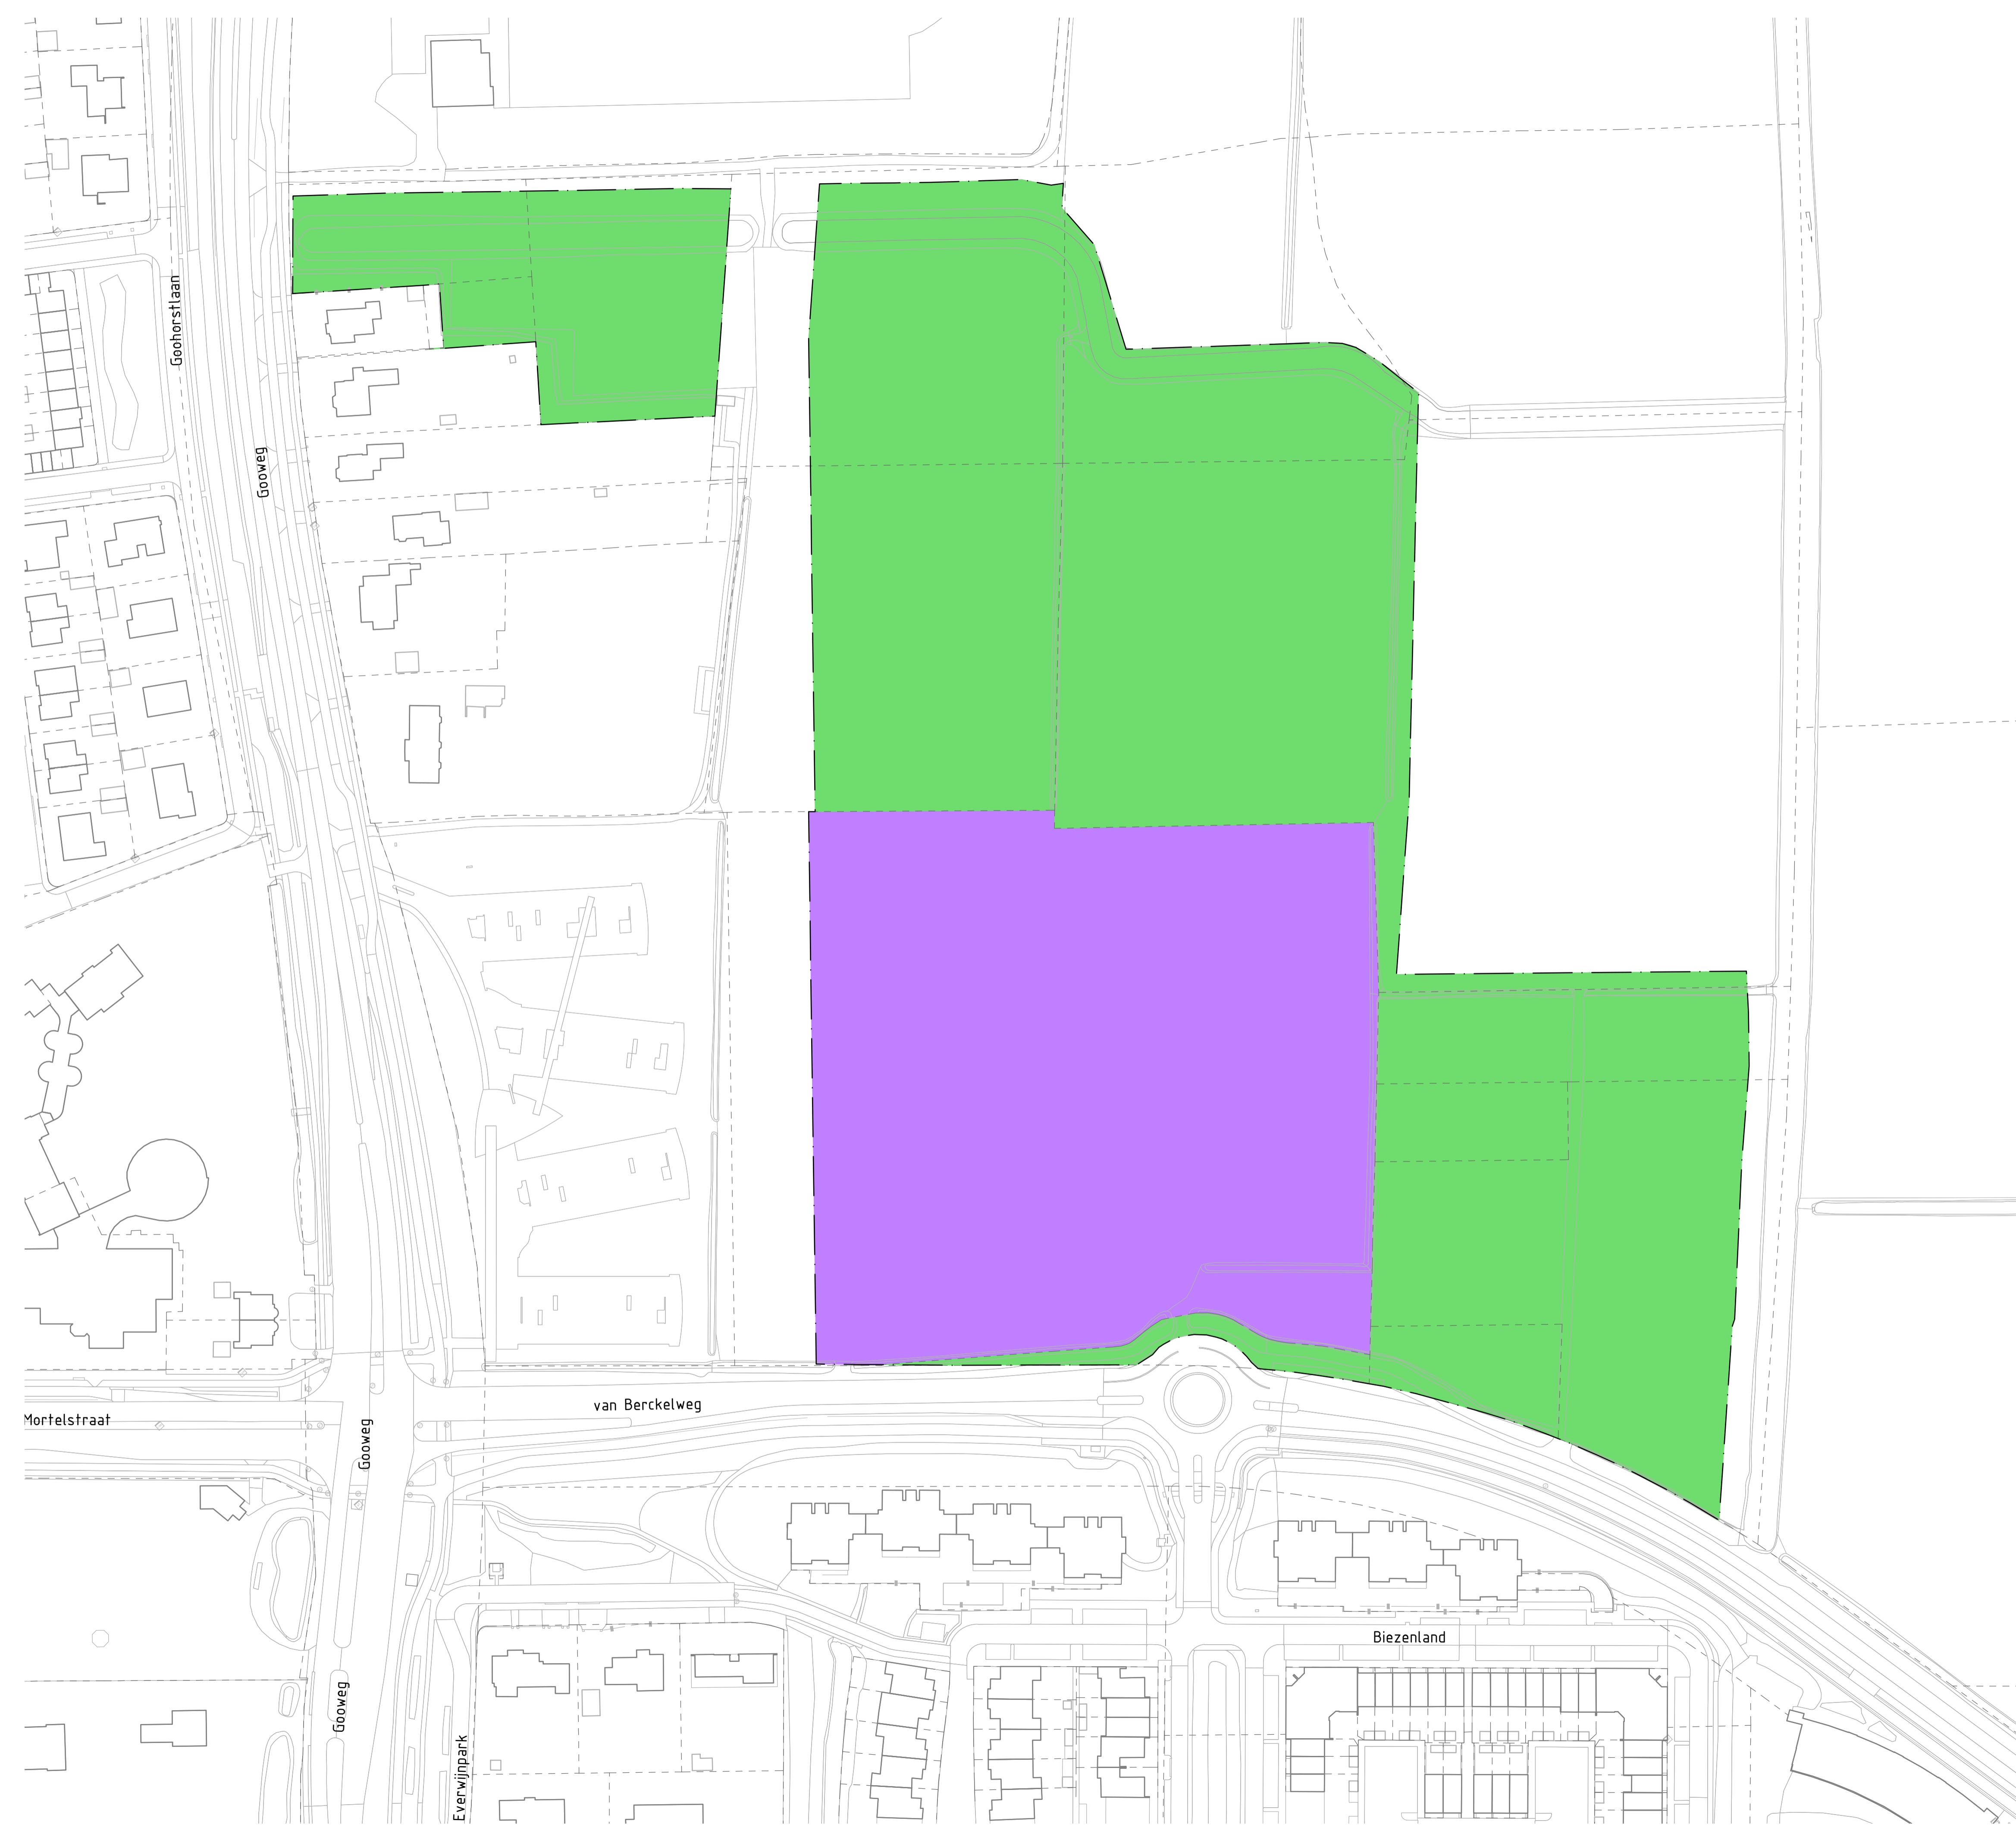 Goohorstlaan
Gooweg
van Berckelweg
Mortelstraat
Gooweg
Biezenland
Gooweg
Everwijnpark